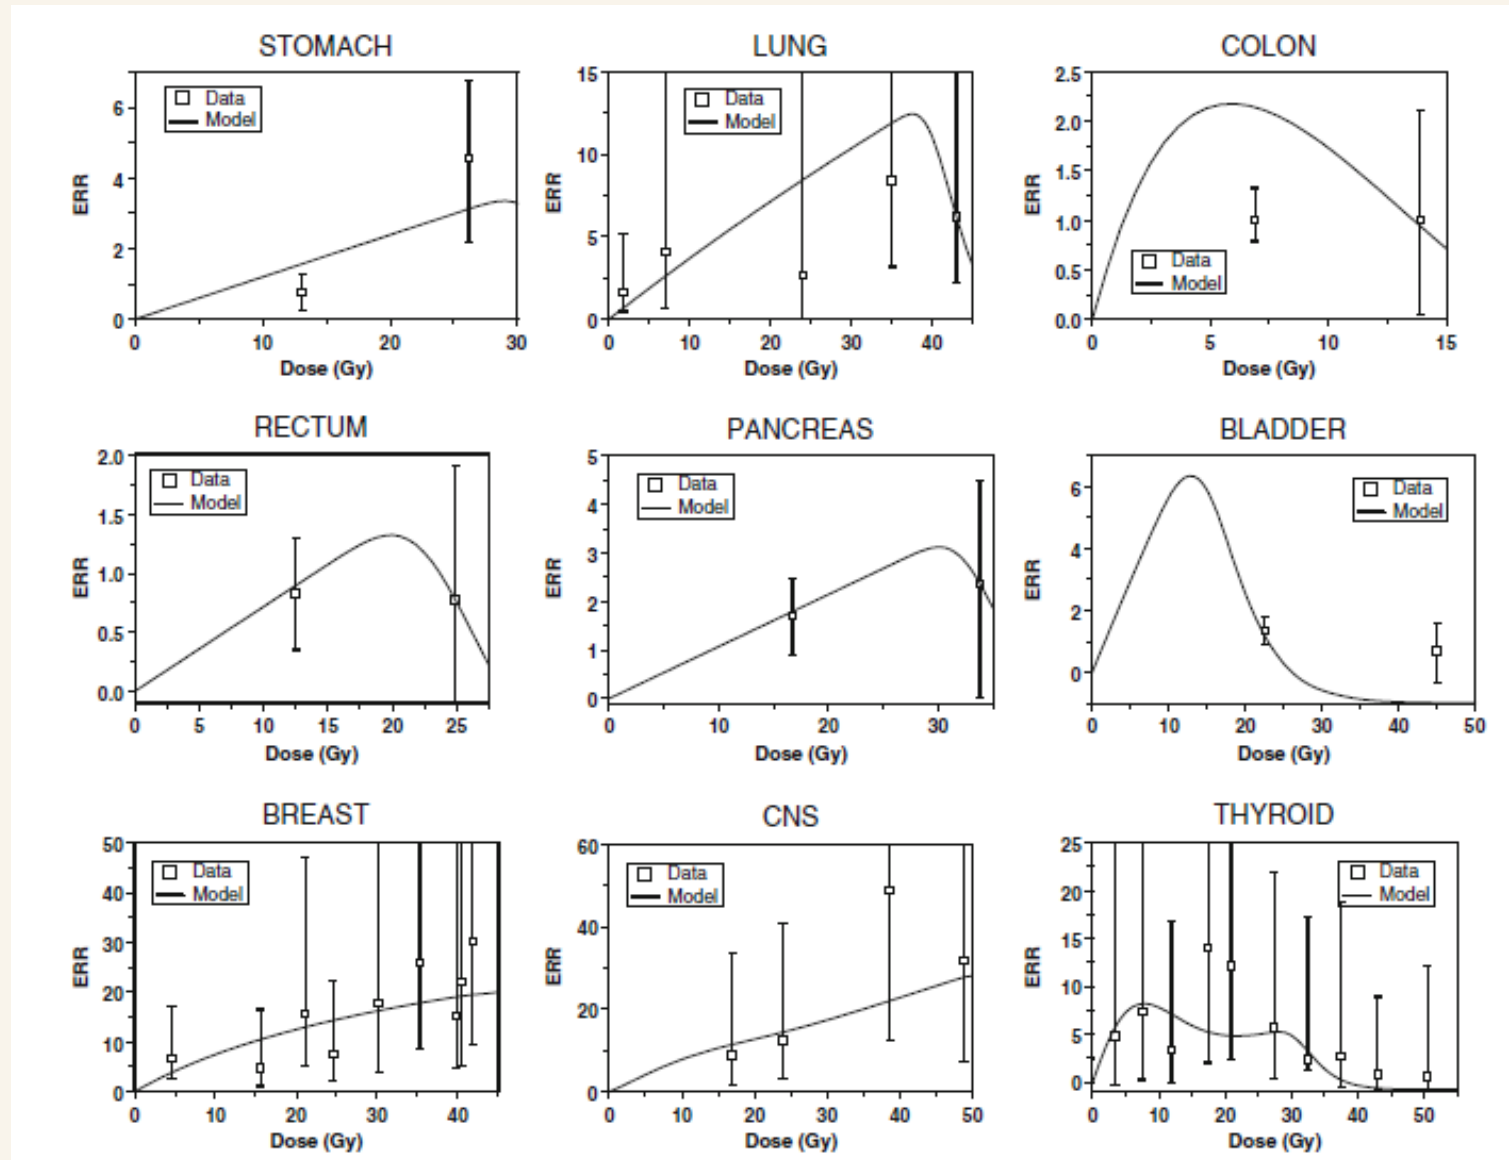 STOMACH
Data
Model
6
4
2
0
ERR
0 10 20 30
Dose (Gy)
LUNG
Data
Model
15
10
5
0
ERR
0 10 20 30 40
Dose (Gy)
COLON
2.5
2.0
1.5
1.0
0.5
0.0
ERR
Data
Model
0 5 10 15
Dose (Gy)
RECTUM
Data
Model
2.0
1.5
1.0
0.5
0.0
ERR
0 5 10 15 20 25
Dose (Gy)
PANCREAS
Data
Model
5
4
3
2
1
0
ERR
0 10 20 30
Dose (Gy)
BLADDER
Data
Model
6
4
2
0
ERR
0 10 20 30 40 50
Dose (Gy)
BREAST
Data
Model
50
40
30
20
10
0
ERR
0 10 20 30 40
Dose (Gy)
CNS
Data
Model
60
40
20
0
ERR
0 10 20 30 40 50
Dose (Gy)
THYROID
Data
Model
25
20
15
10
5
0
ERR
0 10 20 30 40 50
Dose (Gy)